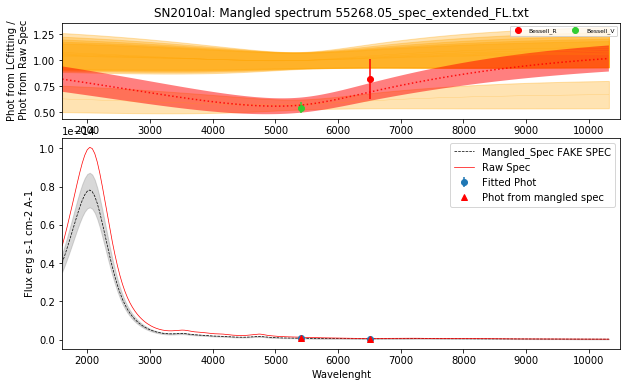 SN2010al: Mangled spectrum 55268.05_spec_extended_FL.txt
Phot from LCfitting /
Phot from Raw Spec
1.25
1.00
0.75
0.50
Bessell_R
Bessell_V
2000 3000 4000 5000 6000 7000 8000 9000 10000
1e-14
Flux erg s-1 cm-2 A-1
1.0
0.8
0.6
0.4
0.2
0.0
Mangled_Spec FAKE SPEC
Raw Spec
Fitted Phot
Phot from mangled spec
2000 3000 4000 5000 6000 7000 8000 9000 10000
Wavelenght